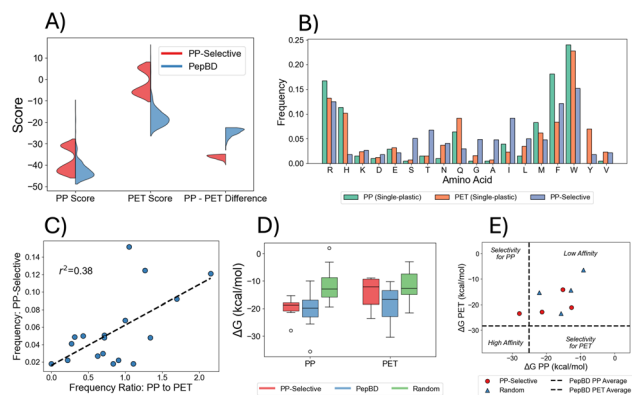 A)
10
0
−10
−20
−30
−40
−50
Score
PP-Selective
PepBD
PP Score
PET Score
PP - PET Difference
B)
0.25
0.20
0.15
0.10
0.05
0.00
Frequency
R H K D E S T N Q G A I L M F W Y V
Amino Acid
PP (Single-plastic)
PET (Single-plastic)
PP-Selective
C)
0.16
0.14
0.12
0.10
0.08
0.06
0.04
0.02
Frequency: PP-Selective
r²=0.38
0.0 0.5 1.0 1.5 2.0
Frequency Ratio: PP to PET
D)
0
−10
−20
−30
ΔG (kcal/mol)
PP
PET
PP-Selective
PepBD
Random
E)
0
−10
−20
−30
−40
ΔG PET (kcal/mol)
Selectivity
for PP
Low Affinity
High Affinity
Selectivity
for PET
−30 −20 −10 0
ΔG PP (kcal/mol)
PP-Selective
Random
PepBD PP Average
PepBD PET Average